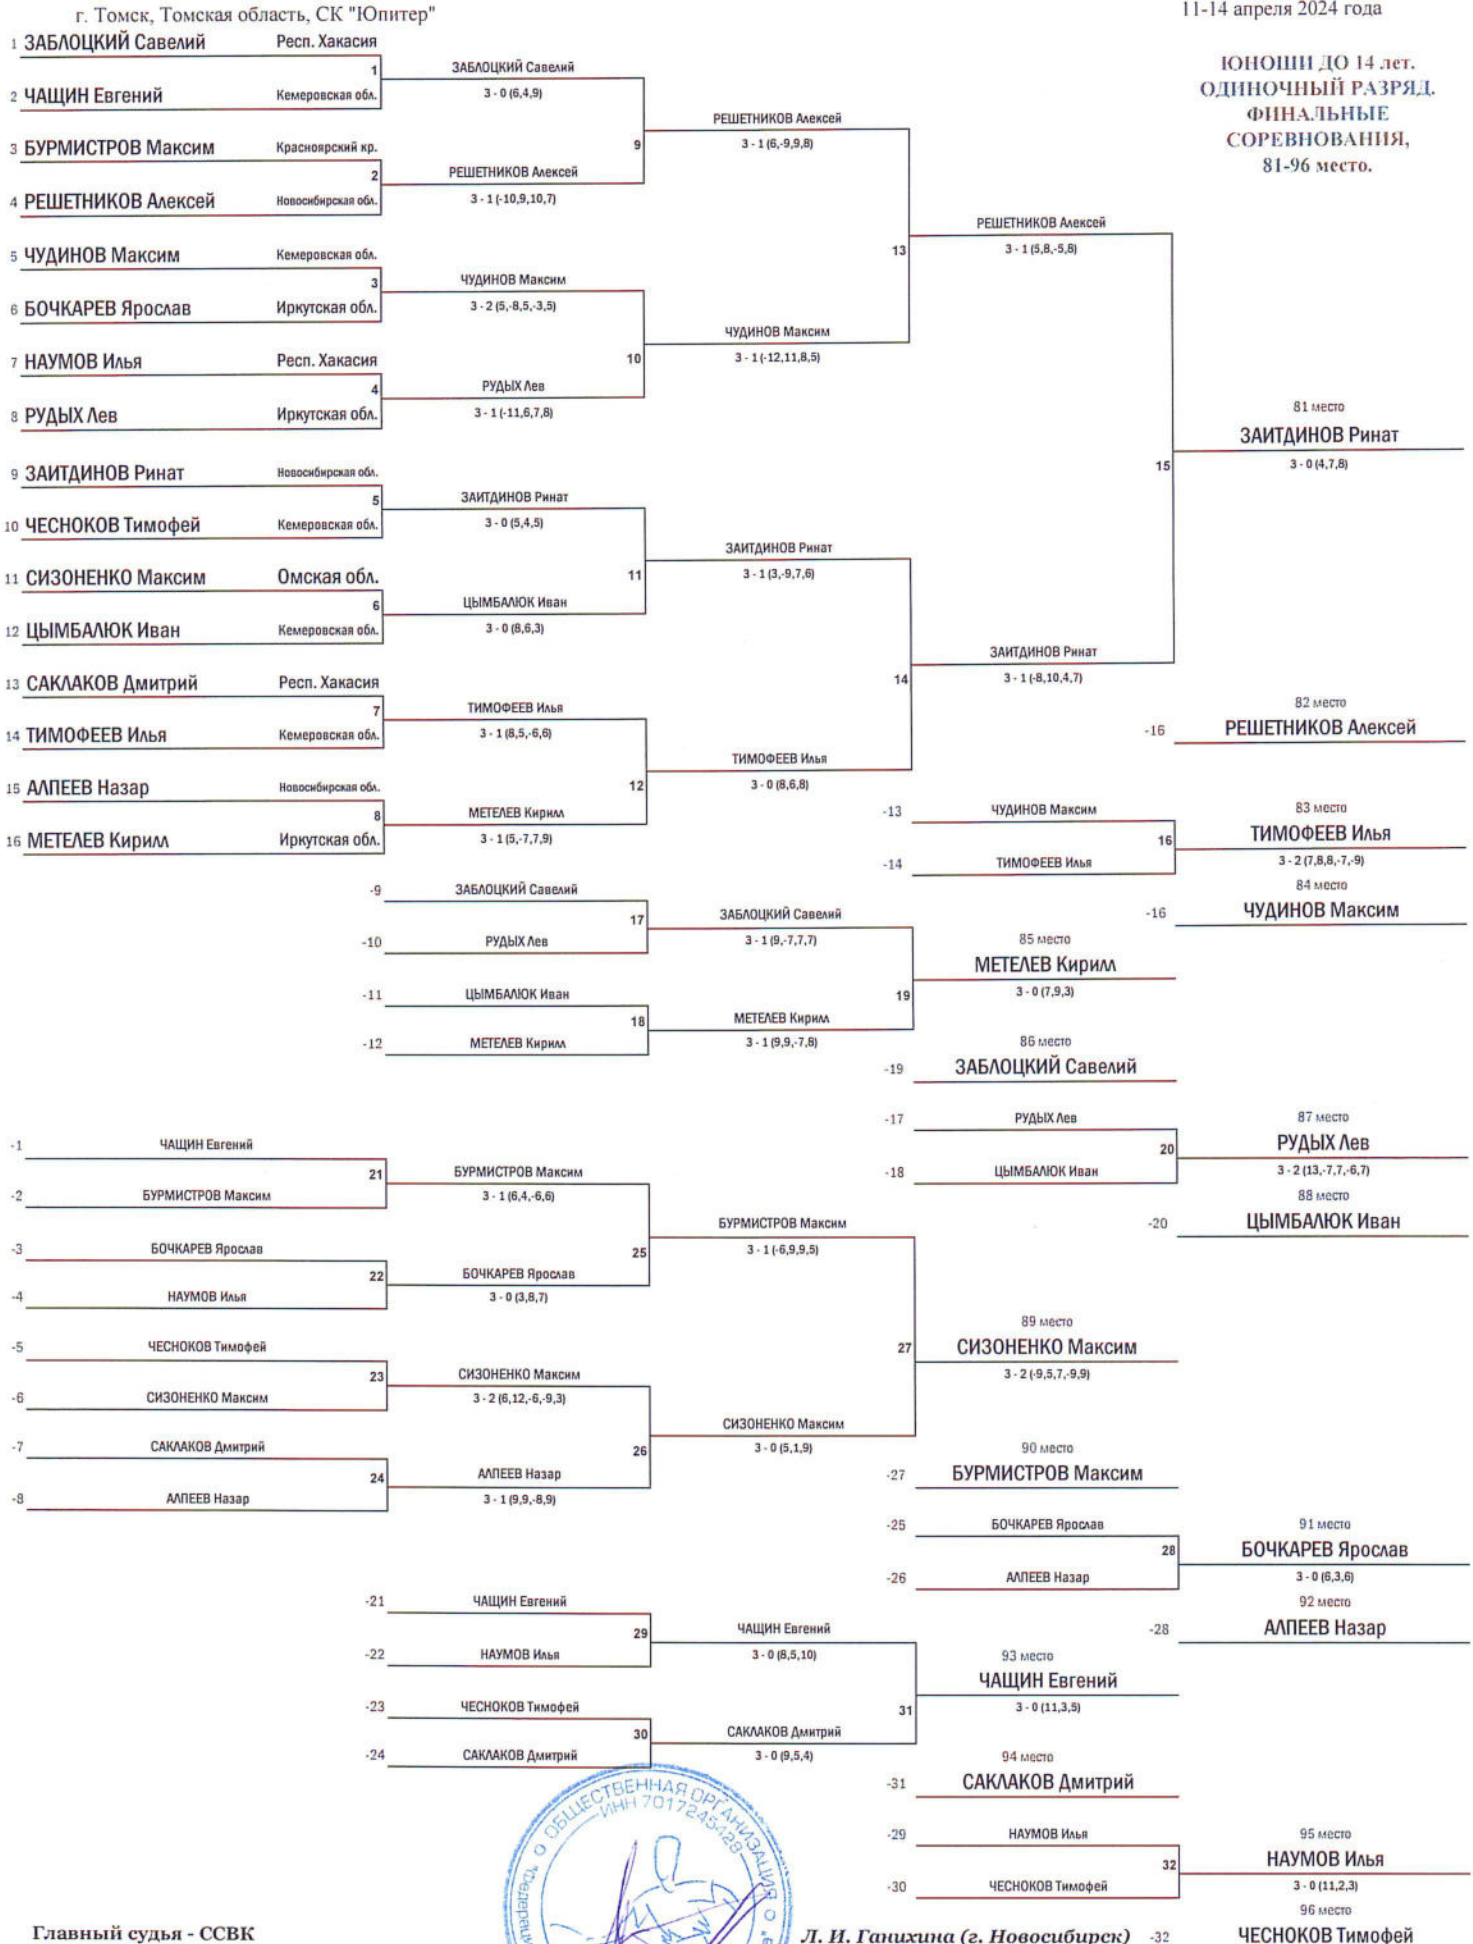 г. Томск, Томская область, СК "Юпитер"
11-14 апреля 2024 года
ЮНОШИ ДО 14 лет.
ОДИНОЧНЫЙ РАЗРЯД.
ФИНАЛЬНЫЕ
СОРЕВНОВАНИЯ,
81-96 место.
1 ЗАБЛОЦКИЙ Савелий Респ. Хакасия
1
2 ЧАЩИН Евгений Кемеровская обл.
3 БУРМИСТРОВ Максим Красноярский кр.
2
4 РЕШЕТНИКОВ Алексей Новосибирская обл.
5 ЧУДИНОВ Максим Кемеровская обл.
3
6 БОЧКАРЕВ Ярослав Иркутская обл.
7 НАУМОВ Илья Респ. Хакасия
4
8 РУДЫХ Лев Иркутская обл.
9 ЗАИТДИНОВ Ринат Новосибирская обл.
5
10 ЧЕСНОКОВ Тимофей Кемеровская обл.
11 СИЗОНЕНКО Максим Омская обл.
6
12 ЦЫМБАЛЮК Иван Кемеровская обл.
13 САКЛАКОВ Дмитрий Респ. Хакасия
7
14 ТИМОФЕЕВ Илья Кемеровская обл.
15 АЛПЕЕВ Назар Новосибирская обл.
8
16 МЕТЕЛЕВ Кирилл Иркутская обл.
ЗАБЛОЦКИЙ Савелий
3 - 0 (6,4,9)
9
РЕШЕТНИКОВ Алексей
3 - 1 (-10,9,10,7)
ЧУДИНОВ Максим
3 - 2 (5,-8,5,-3,5)
10
РУДЫХ Лев
3 - 1 (-11,6,7,8)
ЗАИТДИНОВ Ринат
3 - 0 (5,4,5)
11
ЦЫМБАЛЮК Иван
3 - 0 (8,6,3)
ТИМОФЕЕВ Илья
3 - 1 (8,5,-6,6)
12
МЕТЕЛЕВ Кирилл
3 - 1 (5,-7,7,9)
РЕШЕТНИКОВ Алексей
3 - 1 (6,-9,9,8)
13
ЧУДИНОВ Максим
3 - 1 (-12,11,8,5)
ЗАИТДИНОВ Ринат
3 - 1 (3,-9,7,6)
14
ТИМОФЕЕВ Илья
3 - 0 (8,6,8)
РЕШЕТНИКОВ Алексей
3 - 1 (5,8,-5,8)
15
ЗАИТДИНОВ Ринат
3 - 1 (-8,10,4,7)
81 место
ЗАИТДИНОВ Ринат
3 - 0 (4,7,8)
82 место
-16 РЕШЕТНИКОВ Алексей
-13 ЧУДИНОВ Максим
16
-14 ТИМОФЕЕВ Илья
83 место
ТИМОФЕЕВ Илья
3 - 2 (7,8,8,-7,-9)
84 место
-16 ЧУДИНОВ Максим
-9 ЗАБЛОЦКИЙ Савелий
17
-10 РУДЫХ Лев
-11 ЦЫМБАЛЮК Иван
18
-12 МЕТЕЛЕВ Кирилл
ЗАБЛОЦКИЙ Савелий
3 - 1 (9,-7,7,7)
19
МЕТЕЛЕВ Кирилл
3 - 1 (9,9,-7,8)
85 место
МЕТЕЛЕВ Кирилл
3 - 0 (7,9,3)
86 место
-19 ЗАБЛОЦКИЙ Савелий
-17 РУДЫХ Лев
20
-18 ЦЫМБАЛЮК Иван
87 место
РУДЫХ Лев
3 - 2 (13,-7,7,-6,7)
88 место
-20 ЦЫМБАЛЮК Иван
-1 ЧАЩИН Евгений
21
-2 БУРМИСТРОВ Максим
-3 БОЧКАРЕВ Ярослав
22
-4 НАУМОВ Илья
-5 ЧЕСНОКОВ Тимофей
23
-6 СИЗОНЕНКО Максим
-7 САКЛАКОВ Дмитрий
24
-8 АЛПЕЕВ Назар
БУРМИСТРОВ Максим
3 - 1 (6,4,-6,6)
25
БОЧКАРЕВ Ярослав
3 - 0 (3,8,7)
СИЗОНЕНКО Максим
3 - 2 (6,12,-6,-9,3)
26
АЛПЕЕВ Назар
3 - 1 (9,9,-8,9)
БУРМИСТРОВ Максим
3 - 1 (-6,9,9,5)
27
СИЗОНЕНКО Максим
3 - 0 (5,1,9)
89 место
СИЗОНЕНКО Максим
3 - 2 (-9,5,7,-9,9)
90 место
-27 БУРМИСТРОВ Максим
-25 БОЧКАРЕВ Ярослав
28
-26 АЛПЕЕВ Назар
91 место
БОЧКАРЕВ Ярослав
3 - 0 (6,3,6)
92 место
-28 АЛПЕЕВ Назар
-21 ЧАЩИН Евгений
29
-22 НАУМОВ Илья
-23 ЧЕСНОКОВ Тимофей
30
-24 САКЛАКОВ Дмитрий
ЧАЩИН Евгений
3 - 0 (8,5,10)
31
САКЛАКОВ Дмитрий
3 - 0 (9,5,4)
93 место
ЧАЩИН Евгений
3 - 0 (11,3,5)
94 место
-31 САКЛАКОВ Дмитрий
-29 НАУМОВ Илья
32
-30 ЧЕСНОКОВ Тимофей
95 место
НАУМОВ Илья
3 - 0 (11,2,3)
96 место
-32 ЧЕСНОКОВ Тимофей
ОБЩЕСТВЕННАЯ ОРГАНИЗАЦИЯ
ИНН 7017245428
Главный судья - ССВК
Л. И. Ганихина (г. Новосибирск)